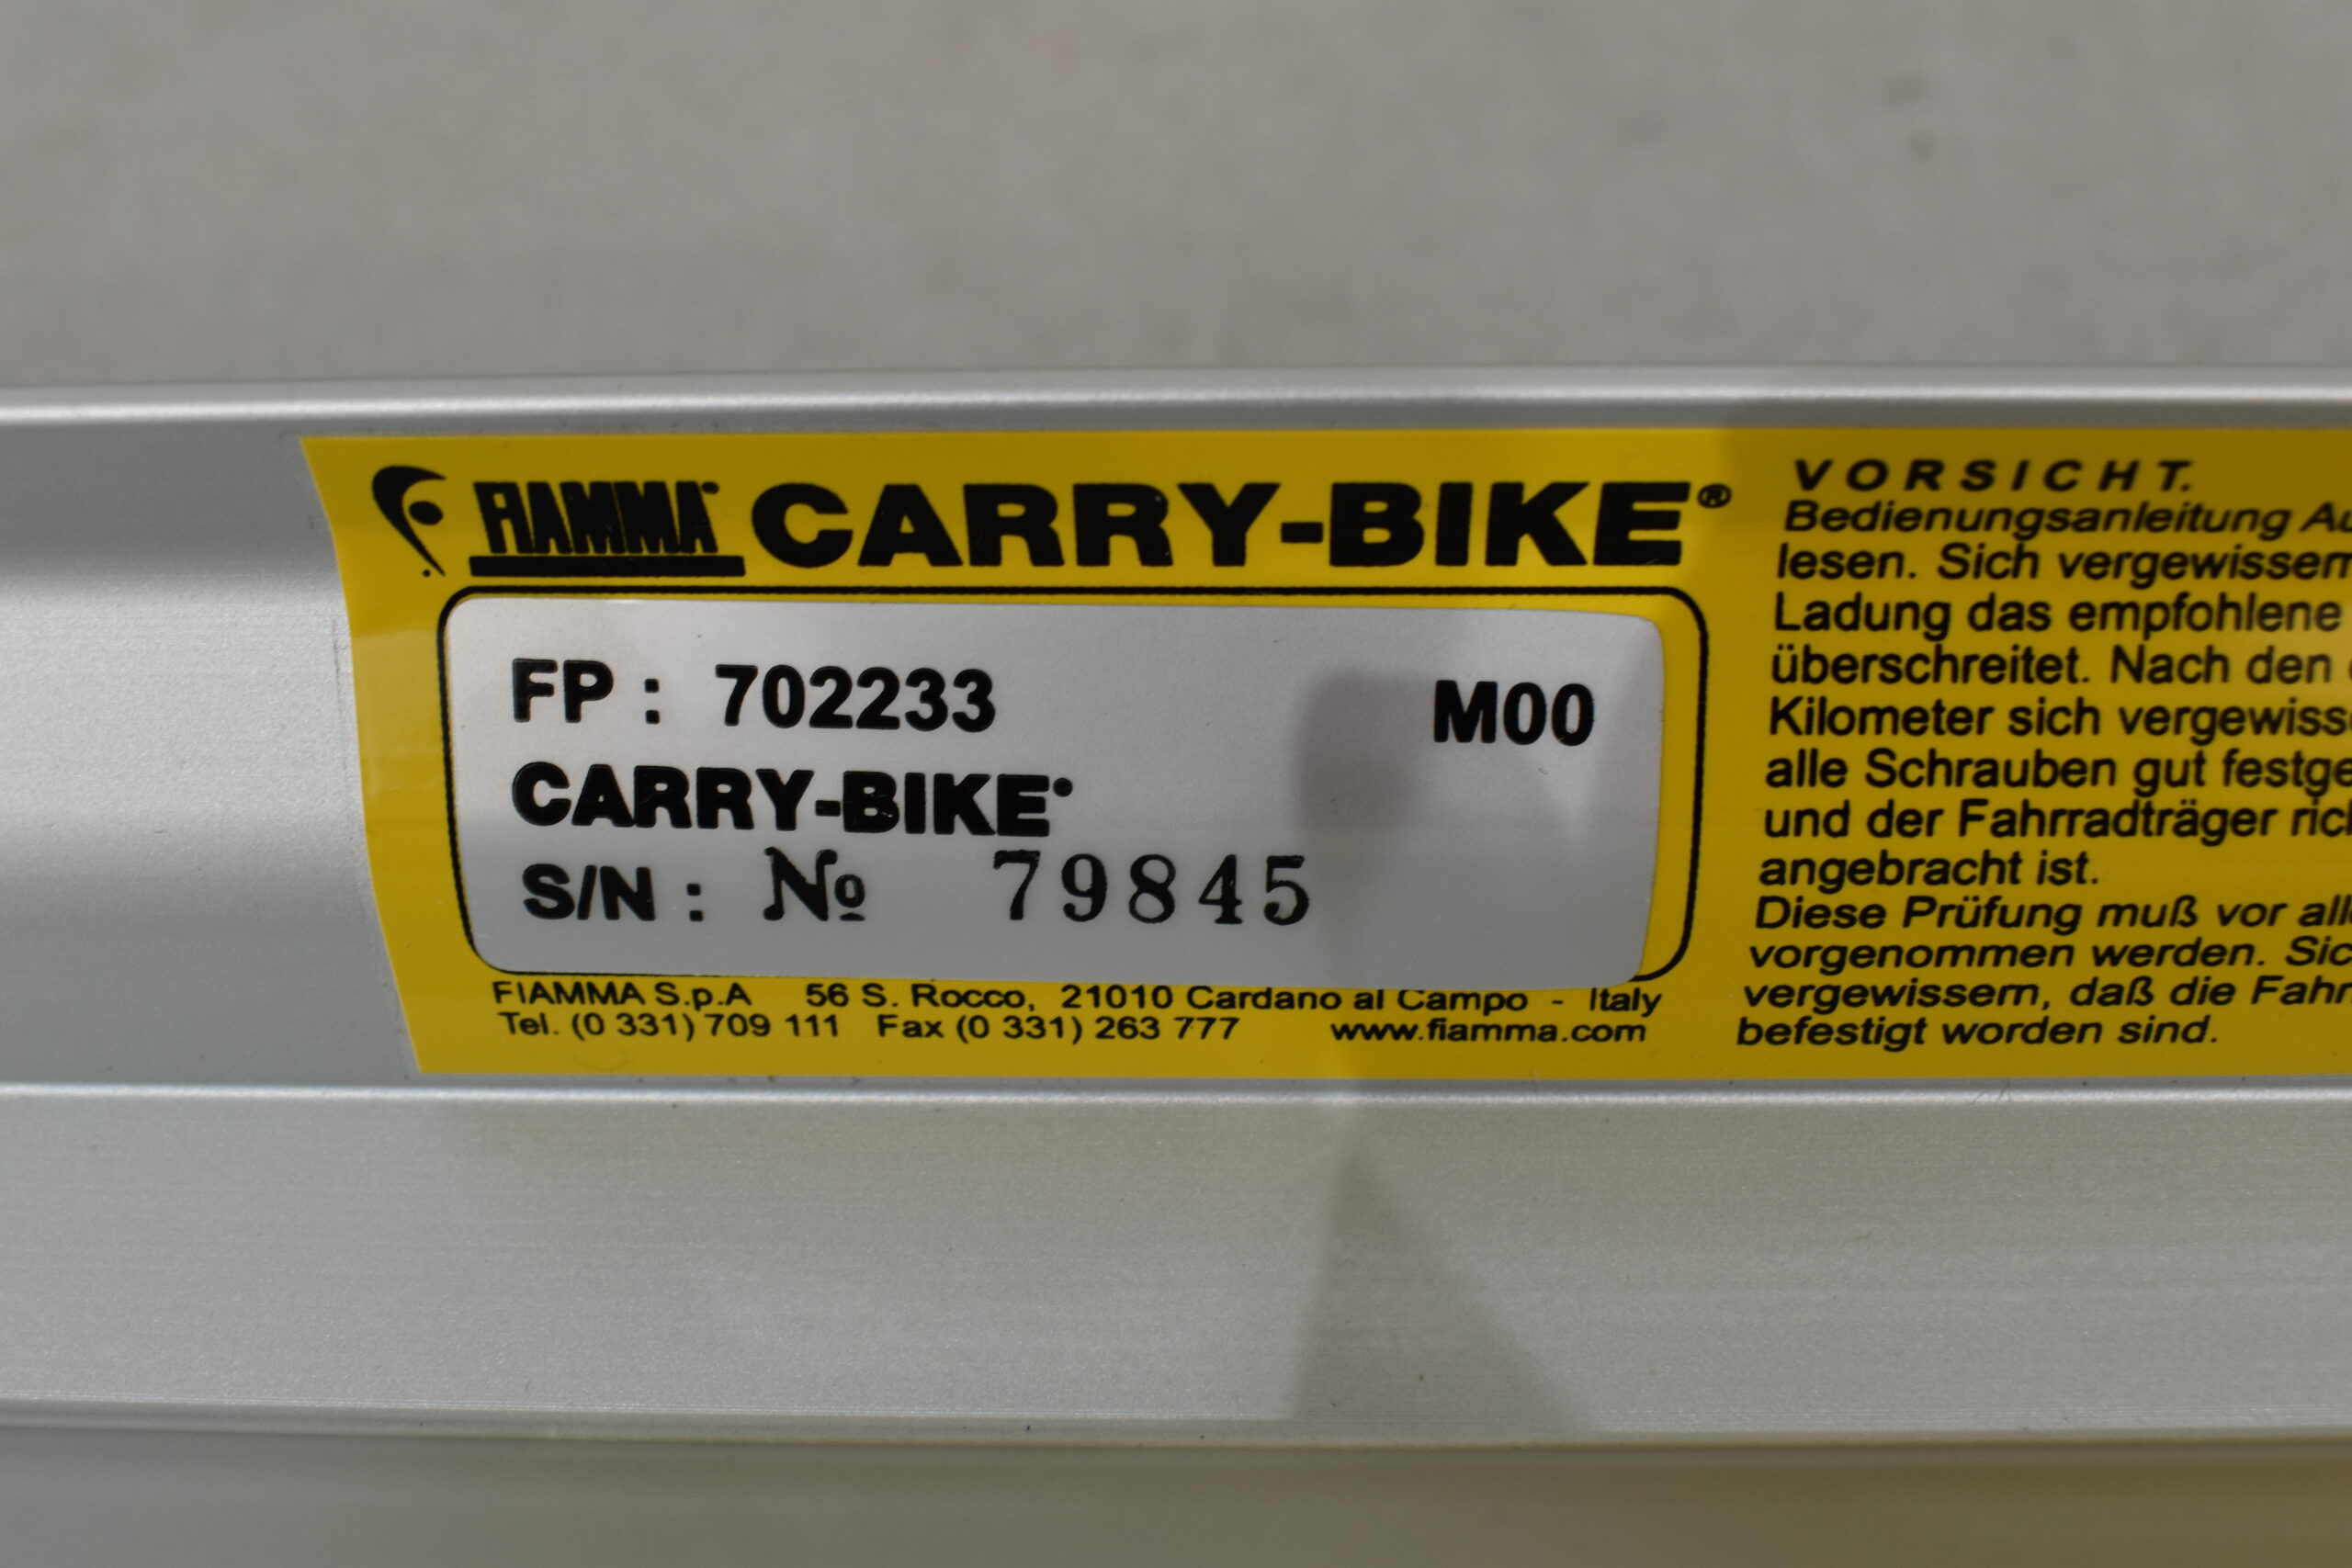 FIAMMA® CARRY-BIKE®
FP : 702233 M00
CARRY-BIKE®
S/N : № 79845
FIAMMA S.p.A 56 S. Rocco, 21010 Cardano al Campo - Italy
Tel. (0 331) 709 111 Fax (0 331) 263 777 www.fiamma.com
VORSICHT.
Bedienungsanleitung
lesen. Sich vergewissern
Ladung das empfohlene
überschreitet. Nach den
Kilometer sich
alle Schrauben gut
und der Fahrradträger
angebracht ist.
Diese Prüfung muß vor
vorgenommen werden.
vergewissern, daß die
befestigt worden sind.